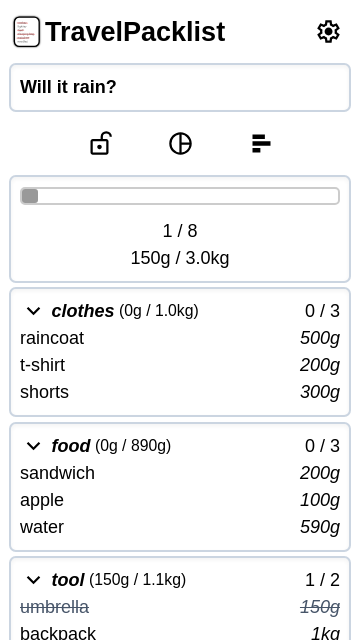 TravelPacklist
Will it rain?
1 / 8
150g / 3.0kg
clothes (0g / 1.0kg) 0 / 3
raincoat 500g
t-shirt 200g
shorts 300g
food (0g / 890g) 0 / 3
sandwich 200g
apple 100g
water 590g
tool (150g / 1.1kg) 1 / 2
umbrella 150g
backpack 1kg